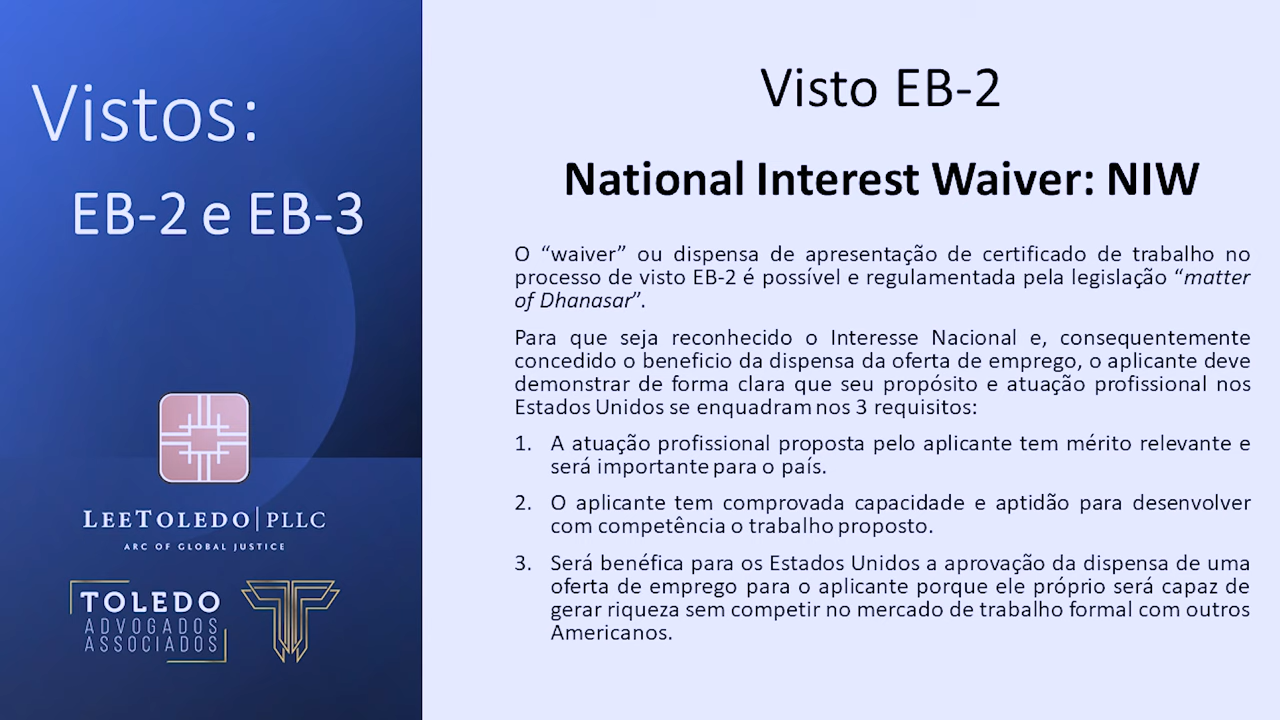 Vistos:
EB-2 e EB-3
LEETOLEDO|PLLC
ARC OF GLOBAL JUSTICE
TOLEDO
ADVOGADOS
ASSOCIADOS
Visto EB-2
National Interest Waiver: NIW
O “waiver” ou dispensa de apresentação de certificado de trabalho no
processo de visto EB-2 é possível e regulamentada pela legislação “matter
of Dhanasar”.
Para que seja reconhecido o Interesse Nacional e, consequentemente
concedido o beneficio da dispensa da oferta de emprego, o aplicante deve
demonstrar de forma clara que seu propósito e atuação profissional nos
Estados Unidos se enquadram nos 3 requisitos:
1. A atuação profissional proposta pelo aplicante tem mérito relevante e
será importante para o país.
2. O aplicante tem comprovada capacidade e aptidão para desenvolver
com competência o trabalho proposto.
3. Será benéfica para os Estados Unidos a aprovação da dispensa de uma
oferta de emprego para o aplicante porque ele próprio será capaz de
gerar riqueza sem competir no mercado de trabalho formal com outros
Americanos.